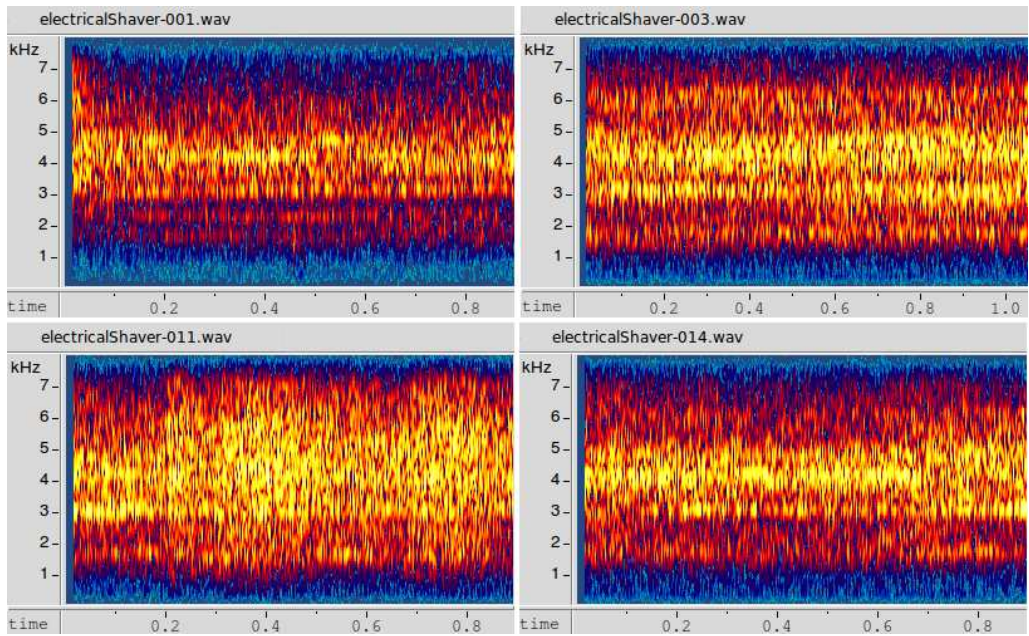 electricalShaver-001.wav
kHz
7
6
5
4
3
2
1
time 0.2 0.4 0.6 0.8
electricalShaver-003.wav
kHz
7
6
5
4
3
2
1
time 0.2 0.4 0.6 0.8 1.0
electricalShaver-011.wav
kHz
7
6
5
4
3
2
1
time 0.2 0.4 0.6 0.8
electricalShaver-014.wav
kHz
7
6
5
4
3
2
1
time 0.2 0.4 0.6 0.8